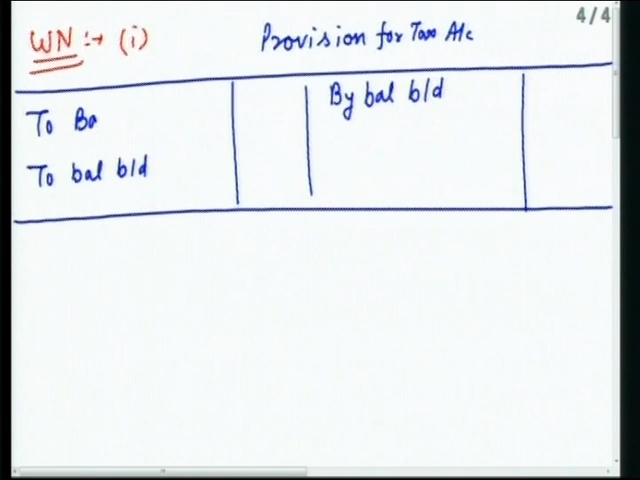 4/4
WN :→ (i)
Provision for Tax A/c
To Ba
By bal b/d
To bal b/d